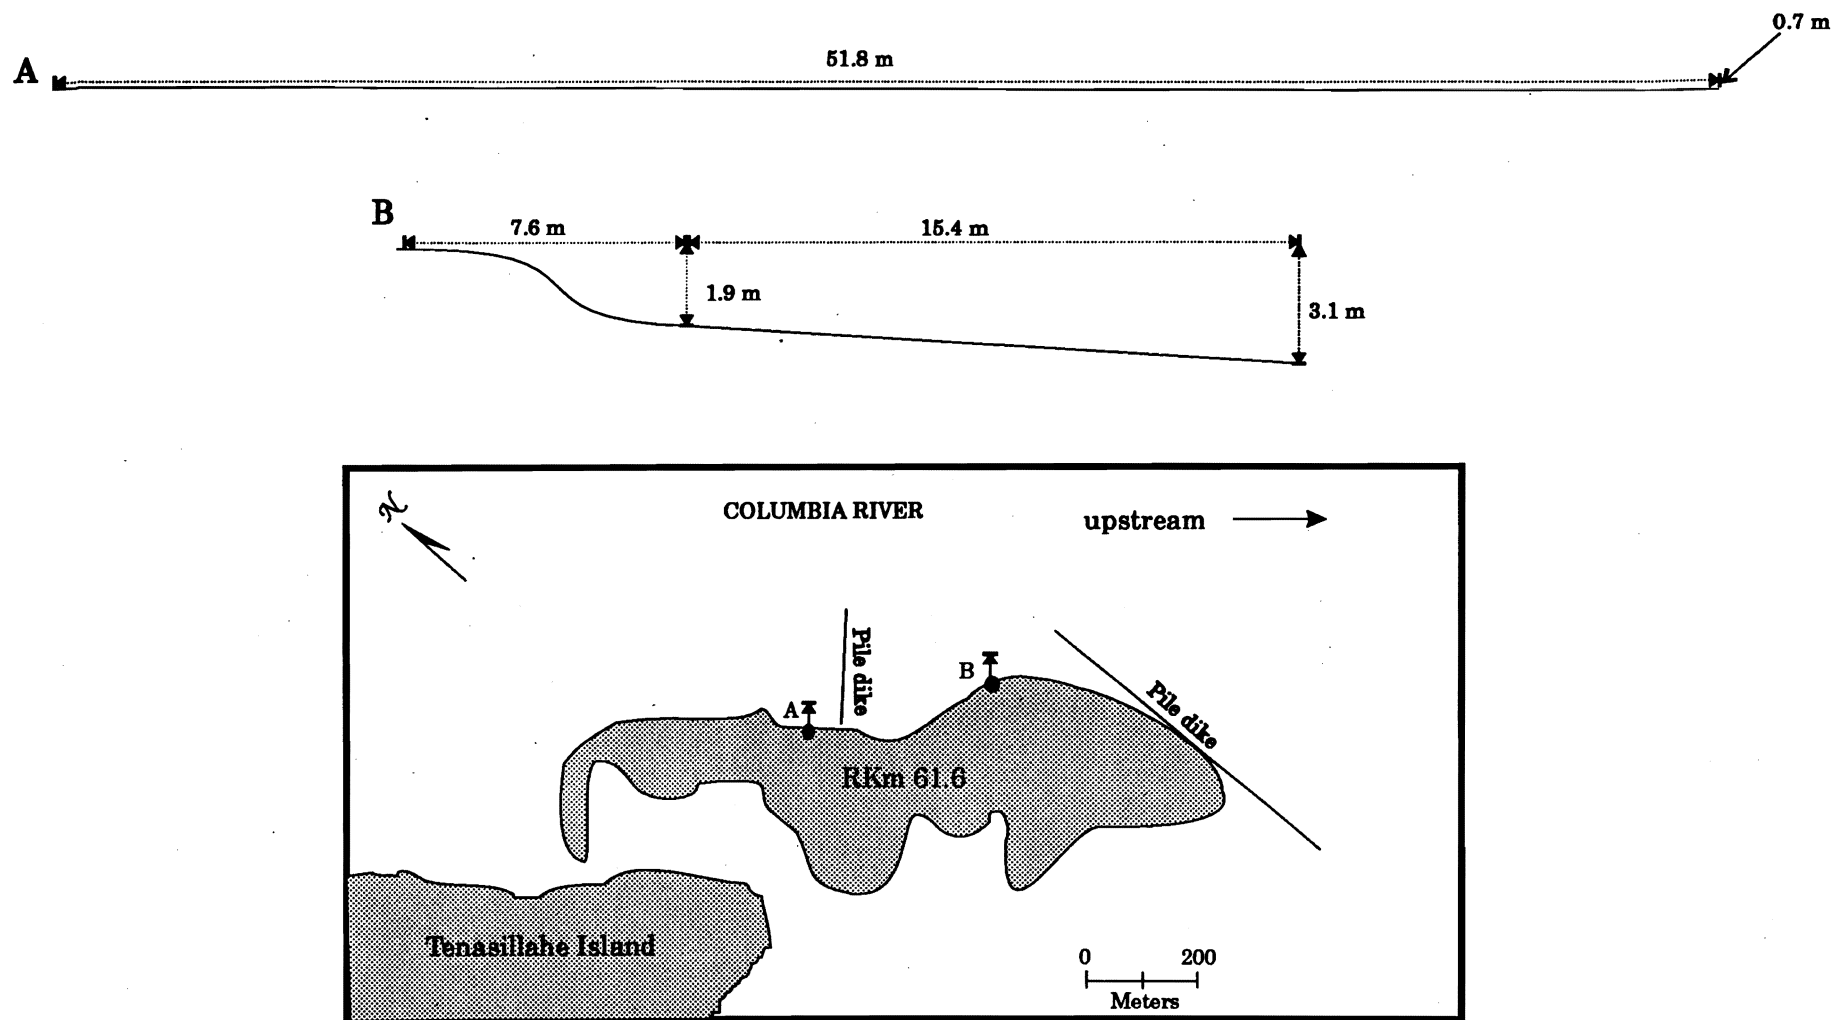 0.7 m
51.8 m
A
B
7.6 m
15.4 m
1.9 m
3.1 m
N
COLUMBIA RIVER
upstream
Pile dike
B
A
Pile dike
RKm 61.6
Tenasillahe Island
0 200
Meters